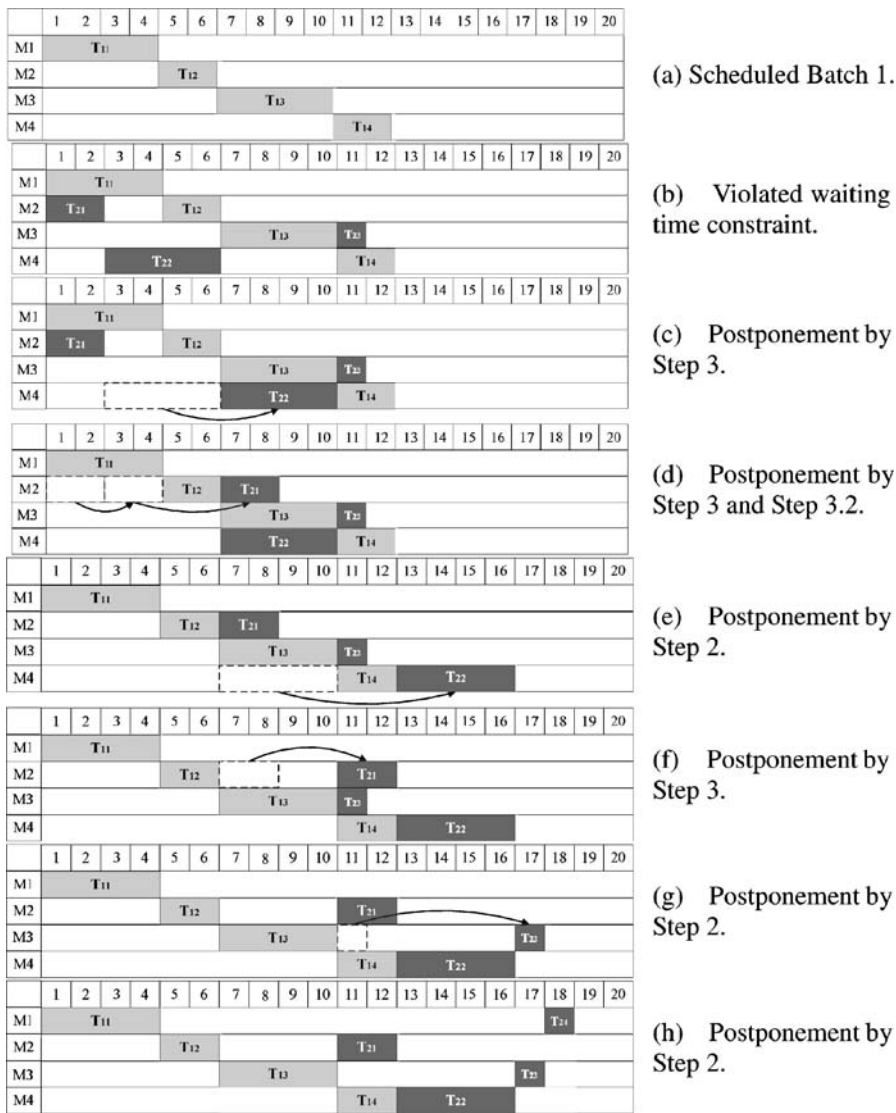 1 2 3 4 5 6 7 8 9 10 11 12 13 14 15 16 17 18 19 20
M1 T11
M2 T12
M3 T13
M4 T14
(a) Scheduled Batch 1.
1 2 3 4 5 6 7 8 9 10 11 12 13 14 15 16 17 18 19 20
M1 T11
M2 T21 T12
M3 T13 T23
M4 T22 T14
(b) Violated waiting
time constraint.
1 2 3 4 5 6 7 8 9 10 11 12 13 14 15 16 17 18 19 20
M1 T11
M2 T21 T12
M3 T13 T23
M4 T22 T14
(c) Postponement by
Step 3.
1 2 3 4 5 6 7 8 9 10 11 12 13 14 15 16 17 18 19 20
M1 T11
M2 T12 T21
M3 T13 T23
M4 T22 T14
(d) Postponement by
Step 3 and Step 3.2.
1 2 3 4 5 6 7 8 9 10 11 12 13 14 15 16 17 18 19 20
M1 T11
M2 T12 T21
M3 T13 T23
M4 T14 T22
(e) Postponement by
Step 2.
1 2 3 4 5 6 7 8 9 10 11 12 13 14 15 16 17 18 19 20
M1 T11
M2 T12 T21
M3 T13 T23
M4 T14 T22
(f) Postponement by
Step 3.
1 2 3 4 5 6 7 8 9 10 11 12 13 14 15 16 17 18 19 20
M1 T11
M2 T12 T21
M3 T13 T23
M4 T14 T22
(g) Postponement by
Step 2.
1 2 3 4 5 6 7 8 9 10 11 12 13 14 15 16 17 18 19 20
M1 T11 T24
M2 T12 T21
M3 T13 T23
M4 T14 T22
(h) Postponement by
Step 2.